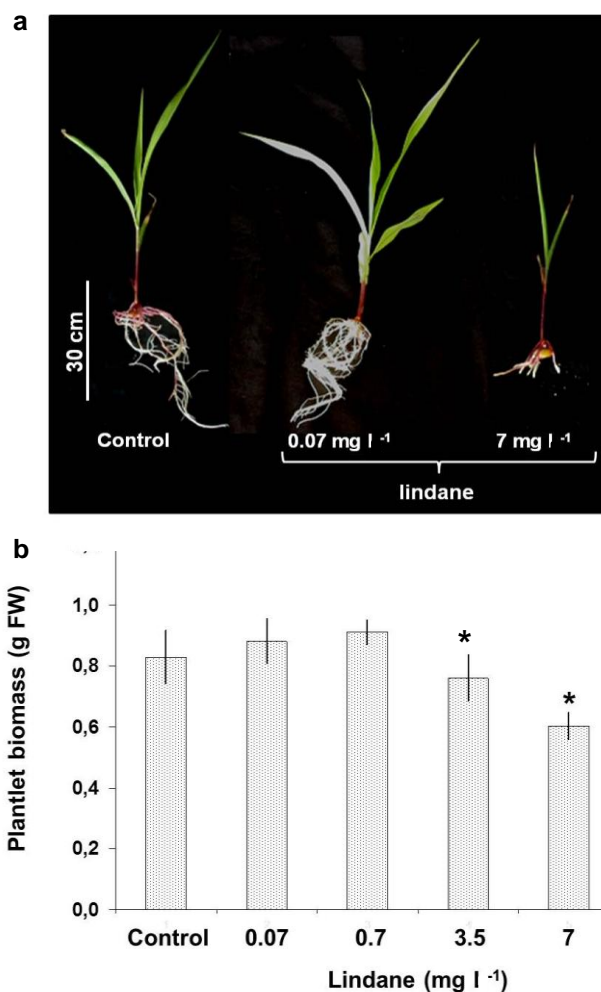 a
30 cm
Control
0.07 mg l -1
7 mg l -1
lindane
b
Plantlet biomass (g FW)
1,0
0,8
0,6
0,4
0,2
0,0
*
*
Control
0.07
0.7
3.5
7
Lindane (mg l -1)